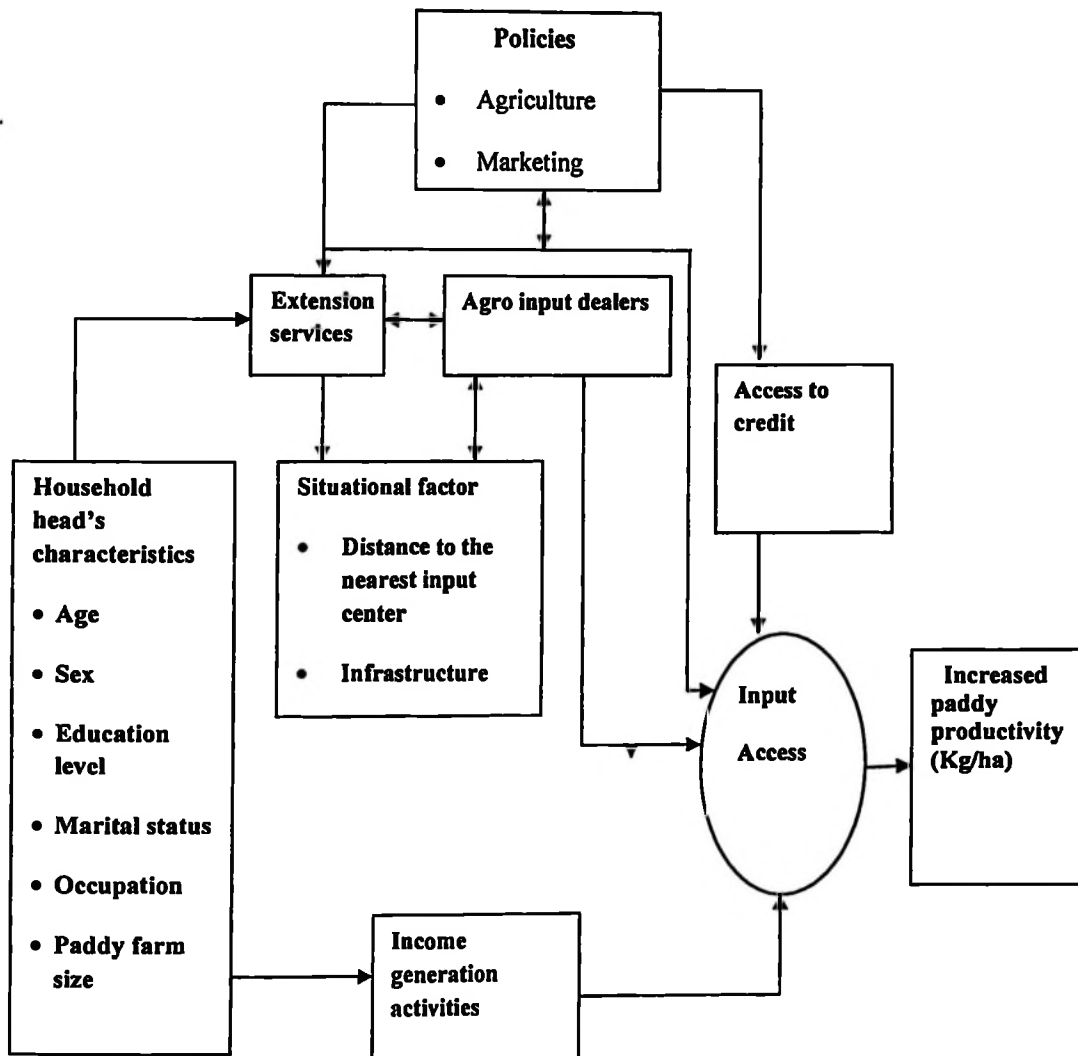 Policies
• Agriculture
• Marketing
Extension
services
Agro input dealers
Access to
credit
Household
head's
characteristics
• Age
• Sex
• Education
level
• Marital status
• Occupation
• Paddy farm
size
Situational factor
• Distance to the
nearest input
center
• Infrastructure
Input
Access
Increased
paddy
productivity
(Kg/ha)
Income
generation
activities